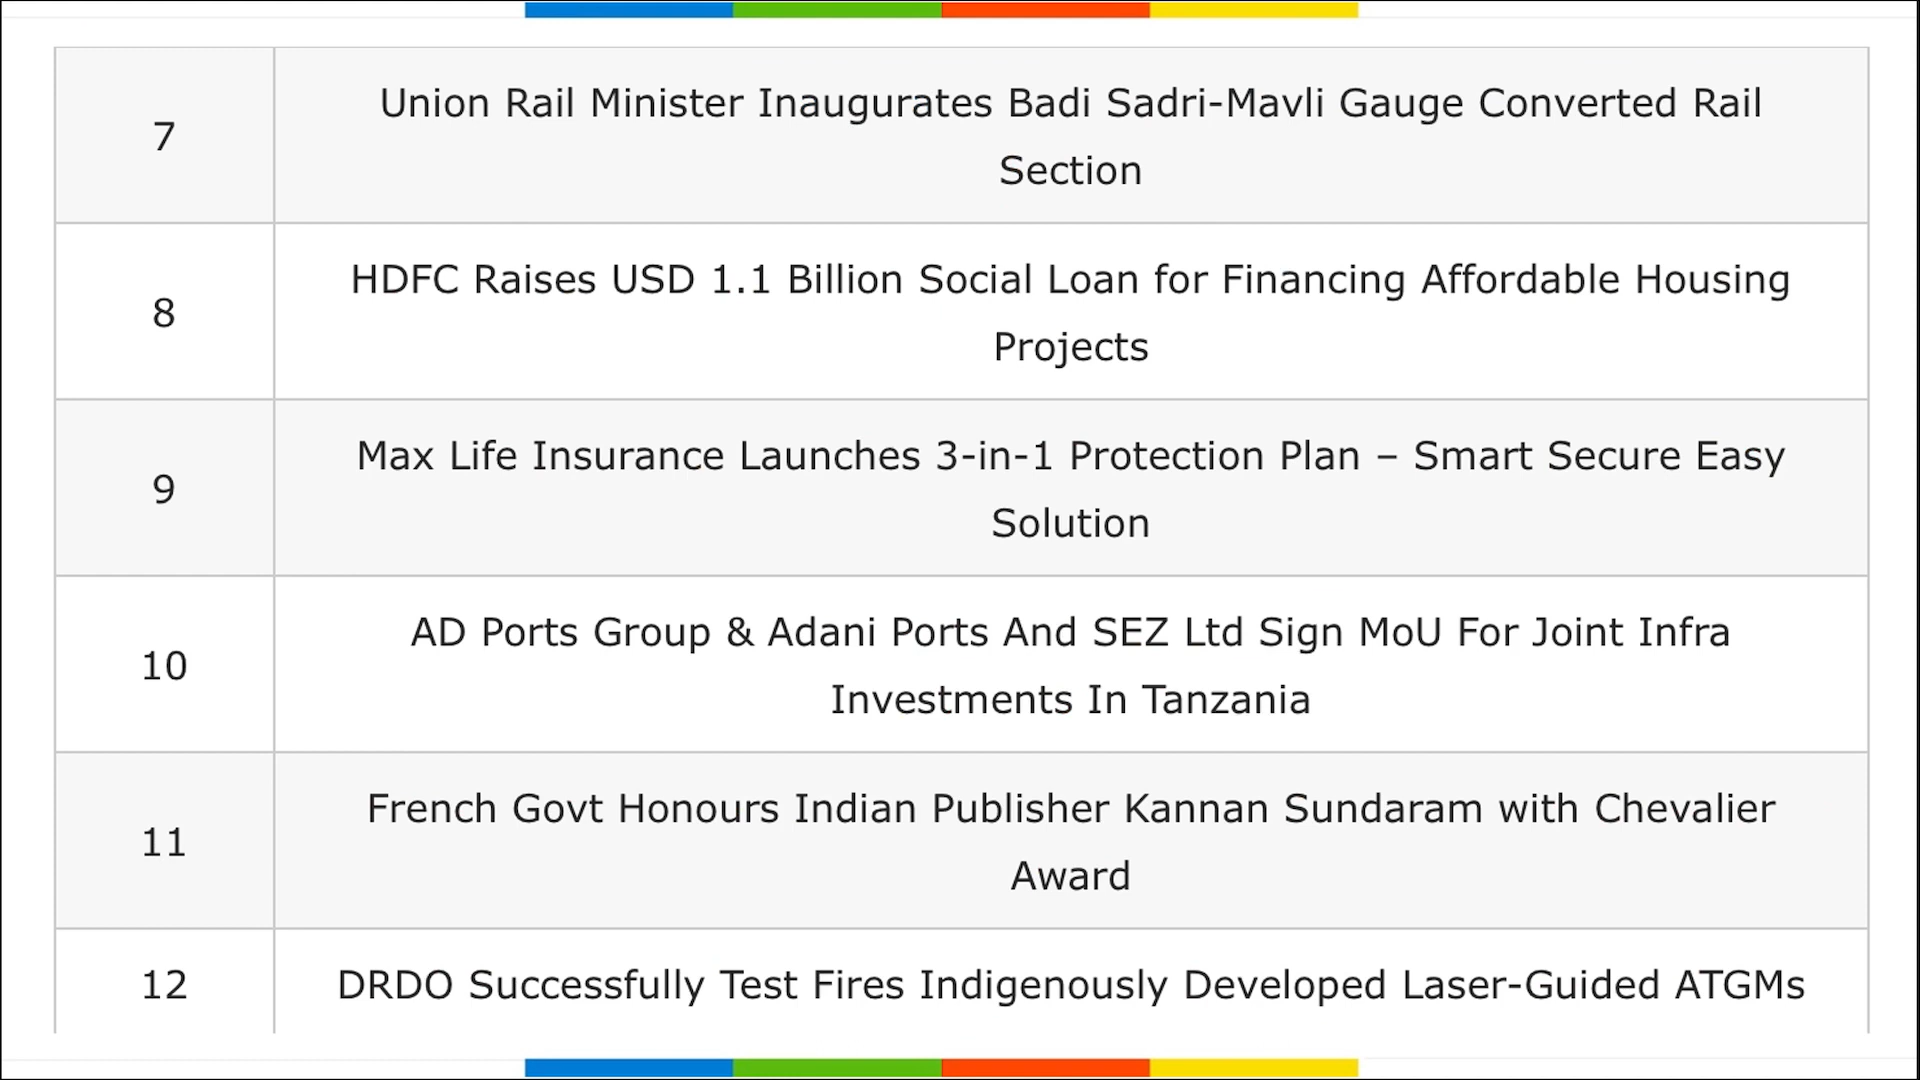 7
Union Rail Minister Inaugurates Badi Sadri-Mavli Gauge Converted Rail
Section
8
HDFC Raises USD 1.1 Billion Social Loan for Financing Affordable Housing
Projects
9
Max Life Insurance Launches 3-in-1 Protection Plan – Smart Secure Easy
Solution
10
AD Ports Group & Adani Ports And SEZ Ltd Sign MoU For Joint Infra
Investments In Tanzania
11
French Govt Honours Indian Publisher Kannan Sundaram with Chevalier
Award
12
DRDO Successfully Test Fires Indigenously Developed Laser-Guided ATGMs